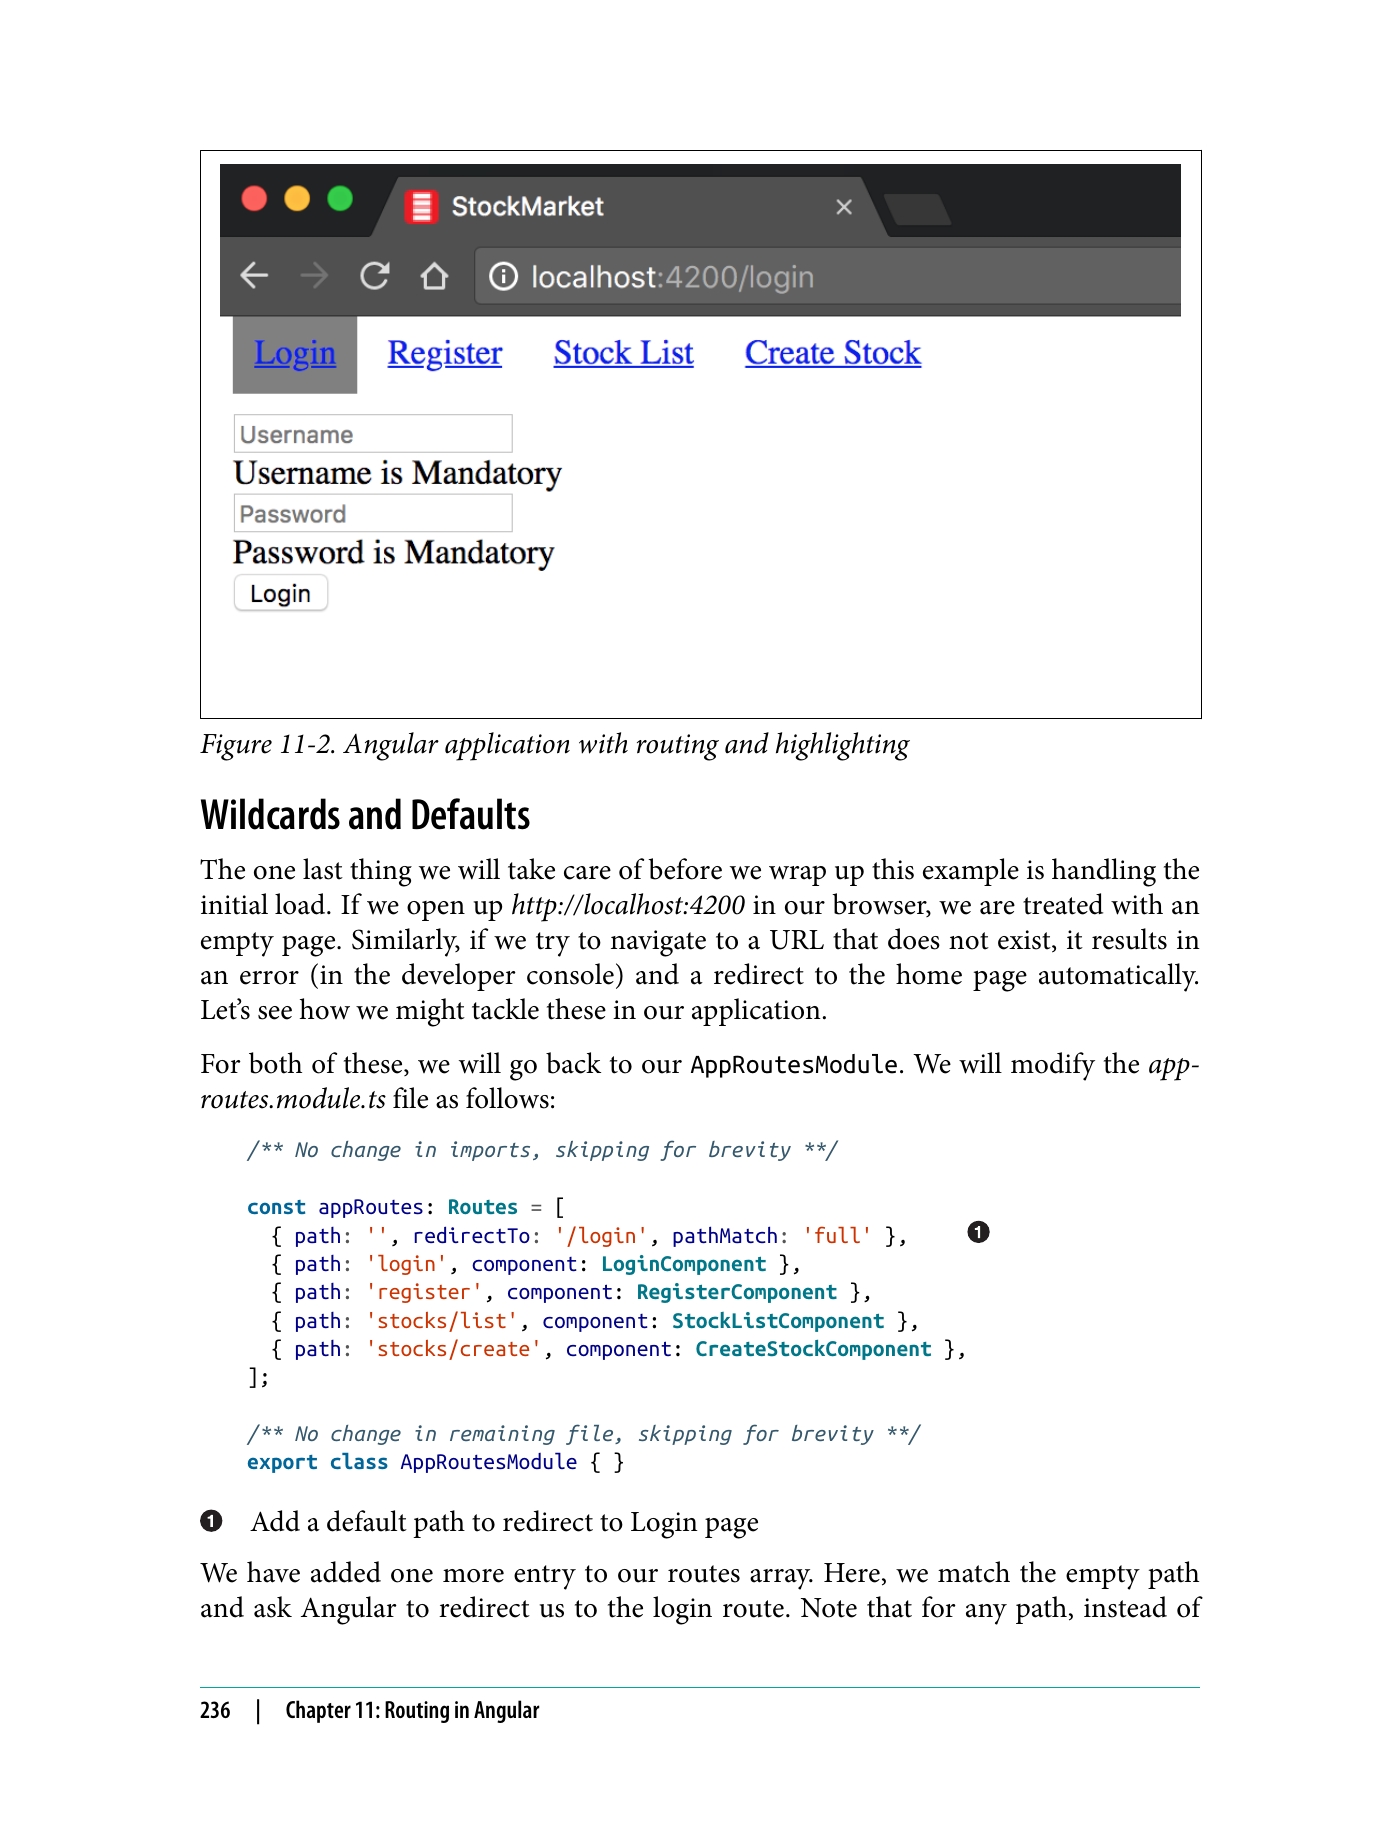 StockMarket
localhost:4200/login
Login Register Stock List Create Stock
Username
Username is Mandatory
Password
Password is Mandatory
Login
Figure 11-2. Angular application with routing and highlighting
Wildcards and Defaults
The one last thing we will take care of before we wrap up this example is handling the
initial load. If we open up http://localhost:4200 in our browser, we are treated with an
empty page. Similarly, if we try to navigate to a URL that does not exist, it results in
an error (in the developer console) and a redirect to the home page automatically.
Let’s see how we might tackle these in our application.
For both of these, we will go back to our AppRoutesModule. We will modify the app-
routes.module.ts file as follows:
/** No change in imports, skipping for brevity **/
const appRoutes: Routes = [
{ path: '', redirectTo: '/login', pathMatch: 'full' }, 1
{ path: 'login', component: LoginComponent },
{ path: 'register', component: RegisterComponent },
{ path: 'stocks/list', component: StockListComponent },
{ path: 'stocks/create', component: CreateStockComponent },
];
/** No change in remaining file, skipping for brevity **/
export class AppRoutesModule { }
1 Add a default path to redirect to Login page
We have added one more entry to our routes array. Here, we match the empty path
and ask Angular to redirect us to the login route. Note that for any path, instead of
236 | Chapter 11: Routing in Angular